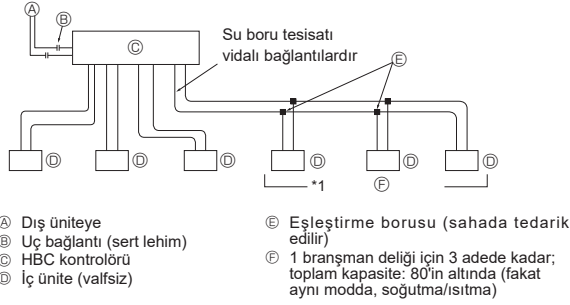 Ⓐ
Ⓑ
Ⓒ
Su boru tesisatı
vidalı bağlantılardır
Ⓔ
Ⓓ Ⓓ Ⓓ Ⓓ Ⓓ Ⓓ
*1
Ⓕ
Ⓐ Dış üniteye
Ⓑ Uç bağlantı (sert lehim)
Ⓒ HBC kontrolörü
Ⓓ İç ünite (valfsiz)
Ⓔ Eşleştirme borusu (sahada tedarik
edilir)
Ⓕ 1 branşman deliği için 3 adede kadar;
toplam kapasite: 80'in altında (fakat
aynı modda, soğutma/ısıtma)